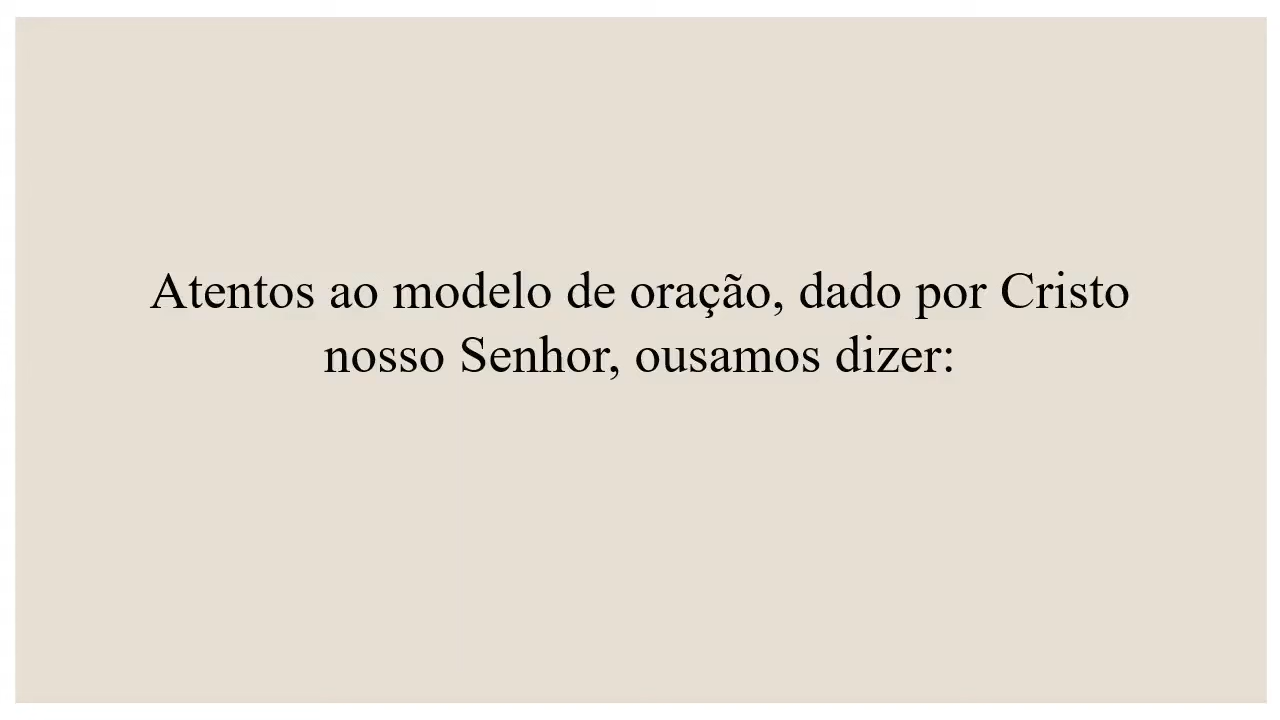 Atentos ao modelo de oração, dado por Cristo
nosso Senhor, ousamos dizer: